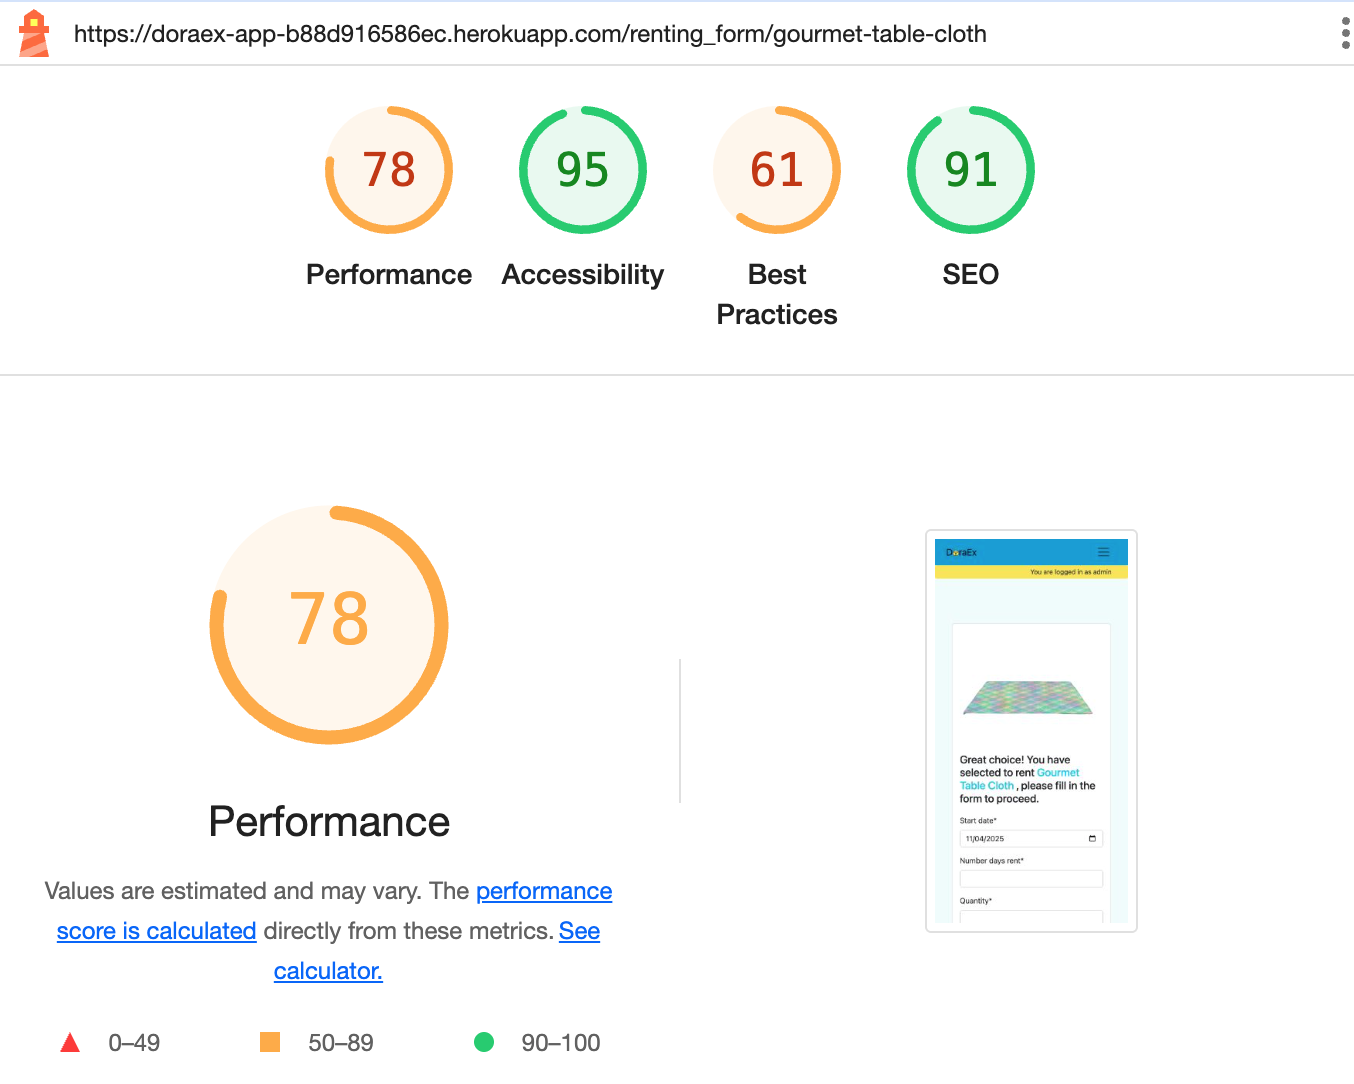 https://doraex-app-b88d916586ec.herokuapp.com/renting_form/gourmet-table-cloth
78
95
61
91
Performance
Accessibility
Best
Practices
SEO
78
Performance
Values are estimated and may vary. The performance
score is calculated directly from these metrics. See
calculator.
0–49
50–89
90–100
DoraEx
You are logged in as admin
Great choice! You have
selected to rent Gourmet
Table Cloth , please fill in the
form to proceed.
Start date*
11/04/2025
Number days rent*
Quantity*